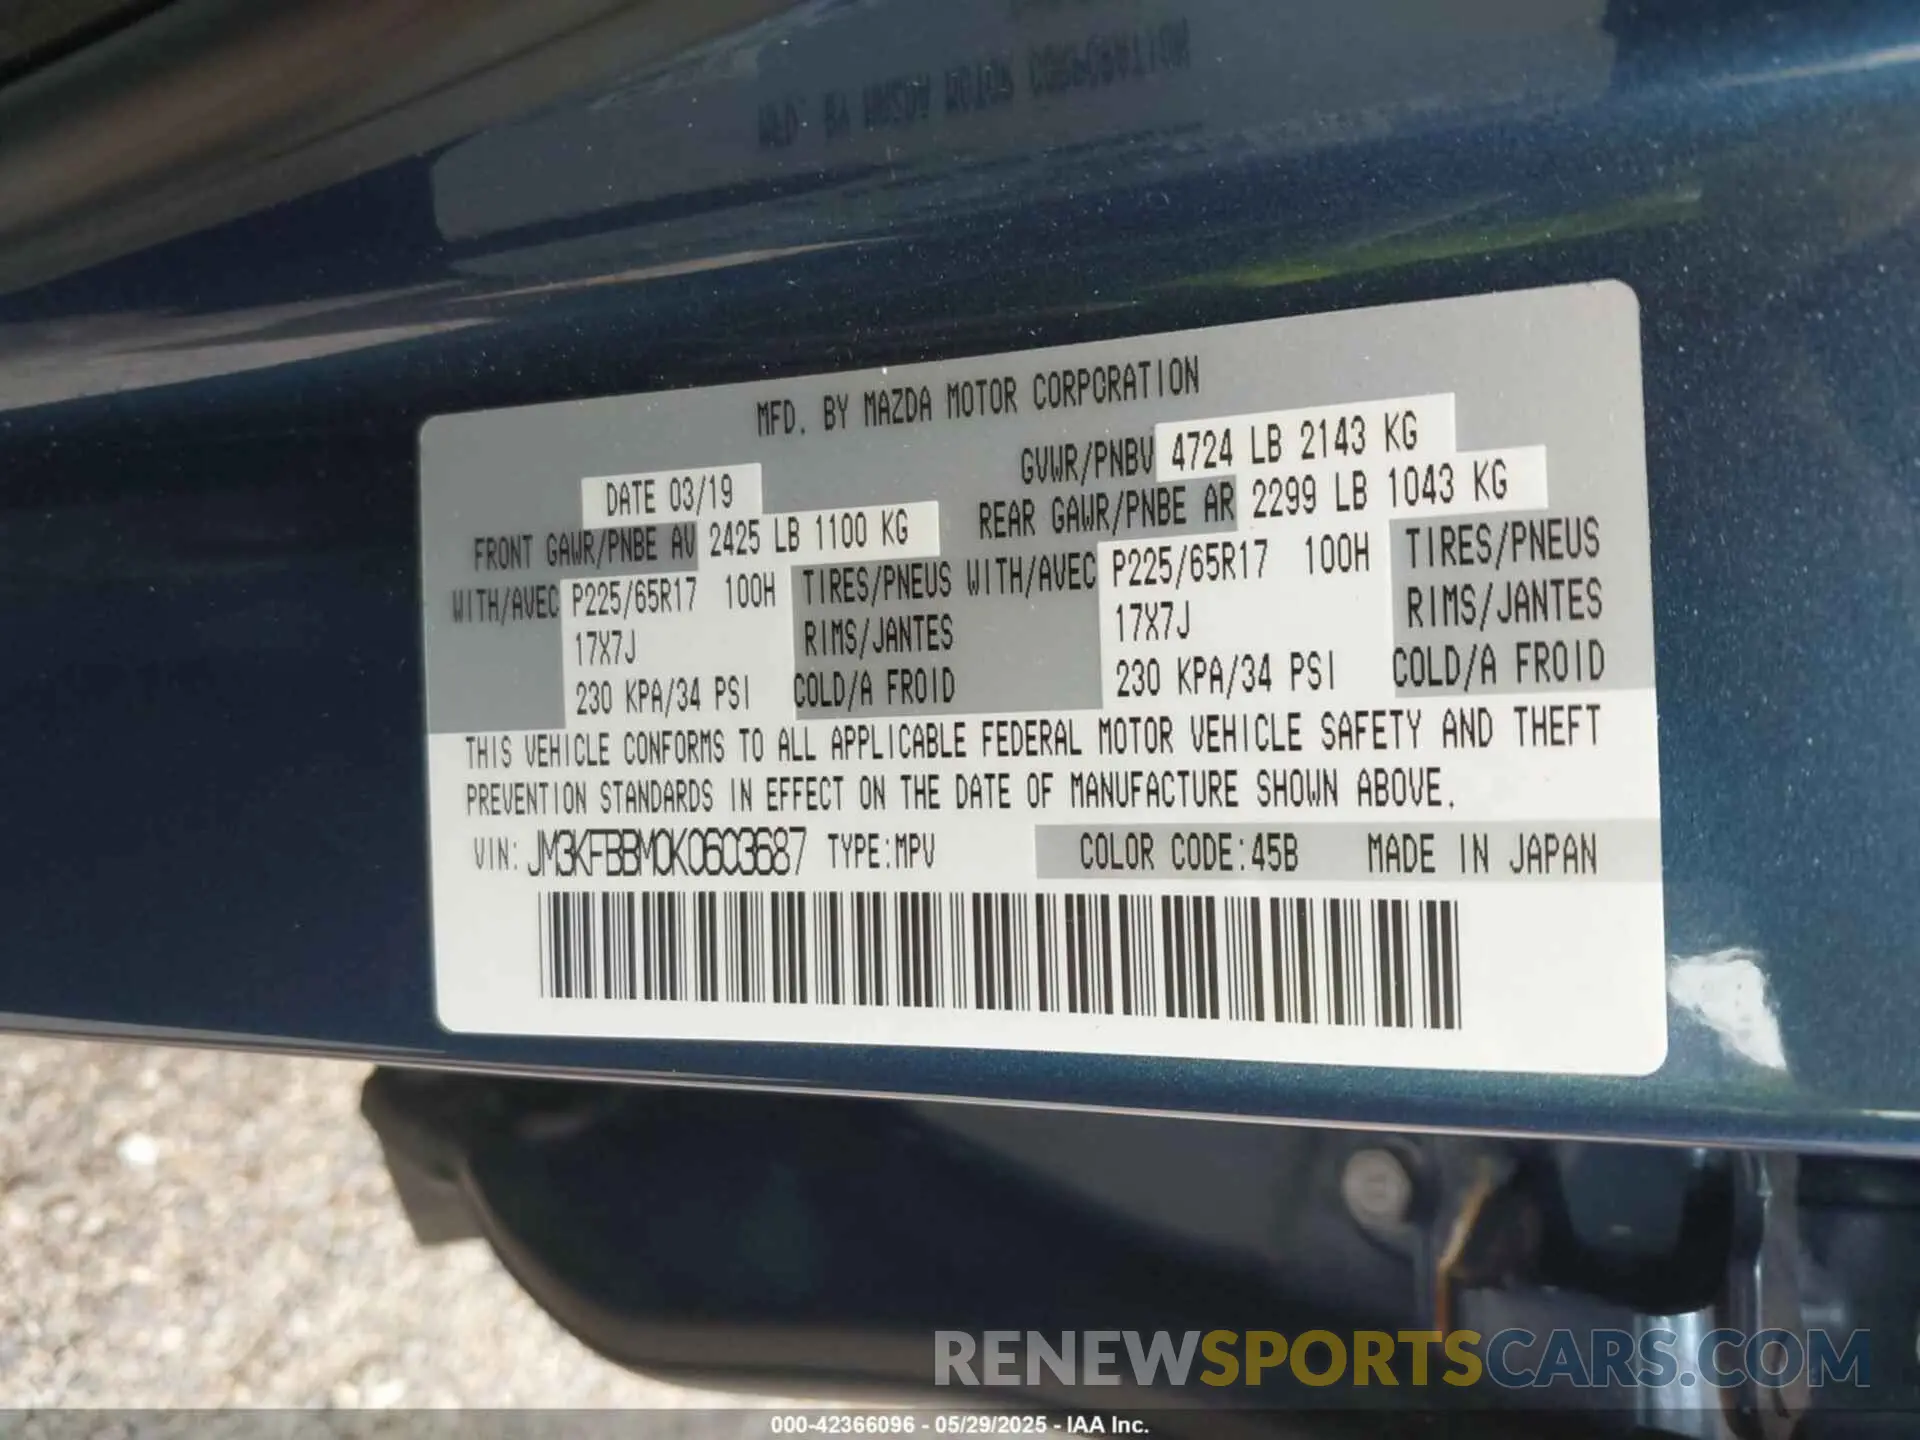 MFD. BY MAZDA MOTOR CORPORATION
GVWR/PNBV 4724 LB 2143 KG
DATE 03/19
FRONT GAWR/PNBE AV 2425 LB 1100 KG
REAR GAWR/PNBE AR 2299 LB 1043 KG
WITH/AVEC P225/65R17 100H TIRES/PNEUS
17X7J RIMS/JANTES
230 KPA/34 PSI COLD/A FROID
WITH/AVEC P225/65R17 100H TIRES/PNEUS
17X7J RIMS/JANTES
230 KPA/34 PSI COLD/A FROID
THIS VEHICLE CONFORMS TO ALL APPLICABLE FEDERAL MOTOR VEHICLE SAFETY AND THEFT
PREVENTION STANDARDS IN EFFECT ON THE DATE OF MANUFACTURE SHOWN ABOVE.
VIN: JM3KFBBM0K0603687 TYPE:MPV COLOR CODE:45B MADE IN JAPAN
RENEWSPORTSCARS.COM
000-42366096 - 05/29/2025 - IAA Inc.